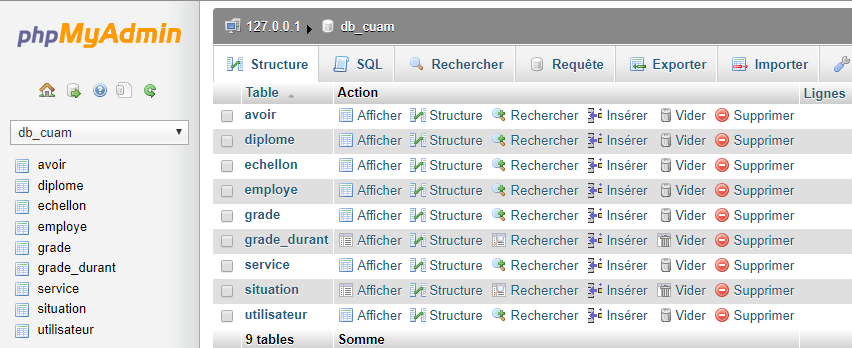 phpMyAdmin
db_cuam
avoir
diplome
echellon
employe
grade
grade_durant
service
situation
utilisateur
127.0.0.1 db_cuam
Structure SQL Rechercher Requête Exporter Importer
Table Action Lignes
avoir Afficher Structure Rechercher Insérer Vider Supprimer
diplome Afficher Structure Rechercher Insérer Vider Supprimer
echellon Afficher Structure Rechercher Insérer Vider Supprimer
employe Afficher Structure Rechercher Insérer Vider Supprimer
grade Afficher Structure Rechercher Insérer Vider Supprimer
grade_durant Afficher Structure Rechercher Insérer Vider Supprimer
service Afficher Structure Rechercher Insérer Vider Supprimer
situation Afficher Structure Rechercher Insérer Vider Supprimer
utilisateur Afficher Structure Rechercher Insérer Vider Supprimer
9 tables Somme